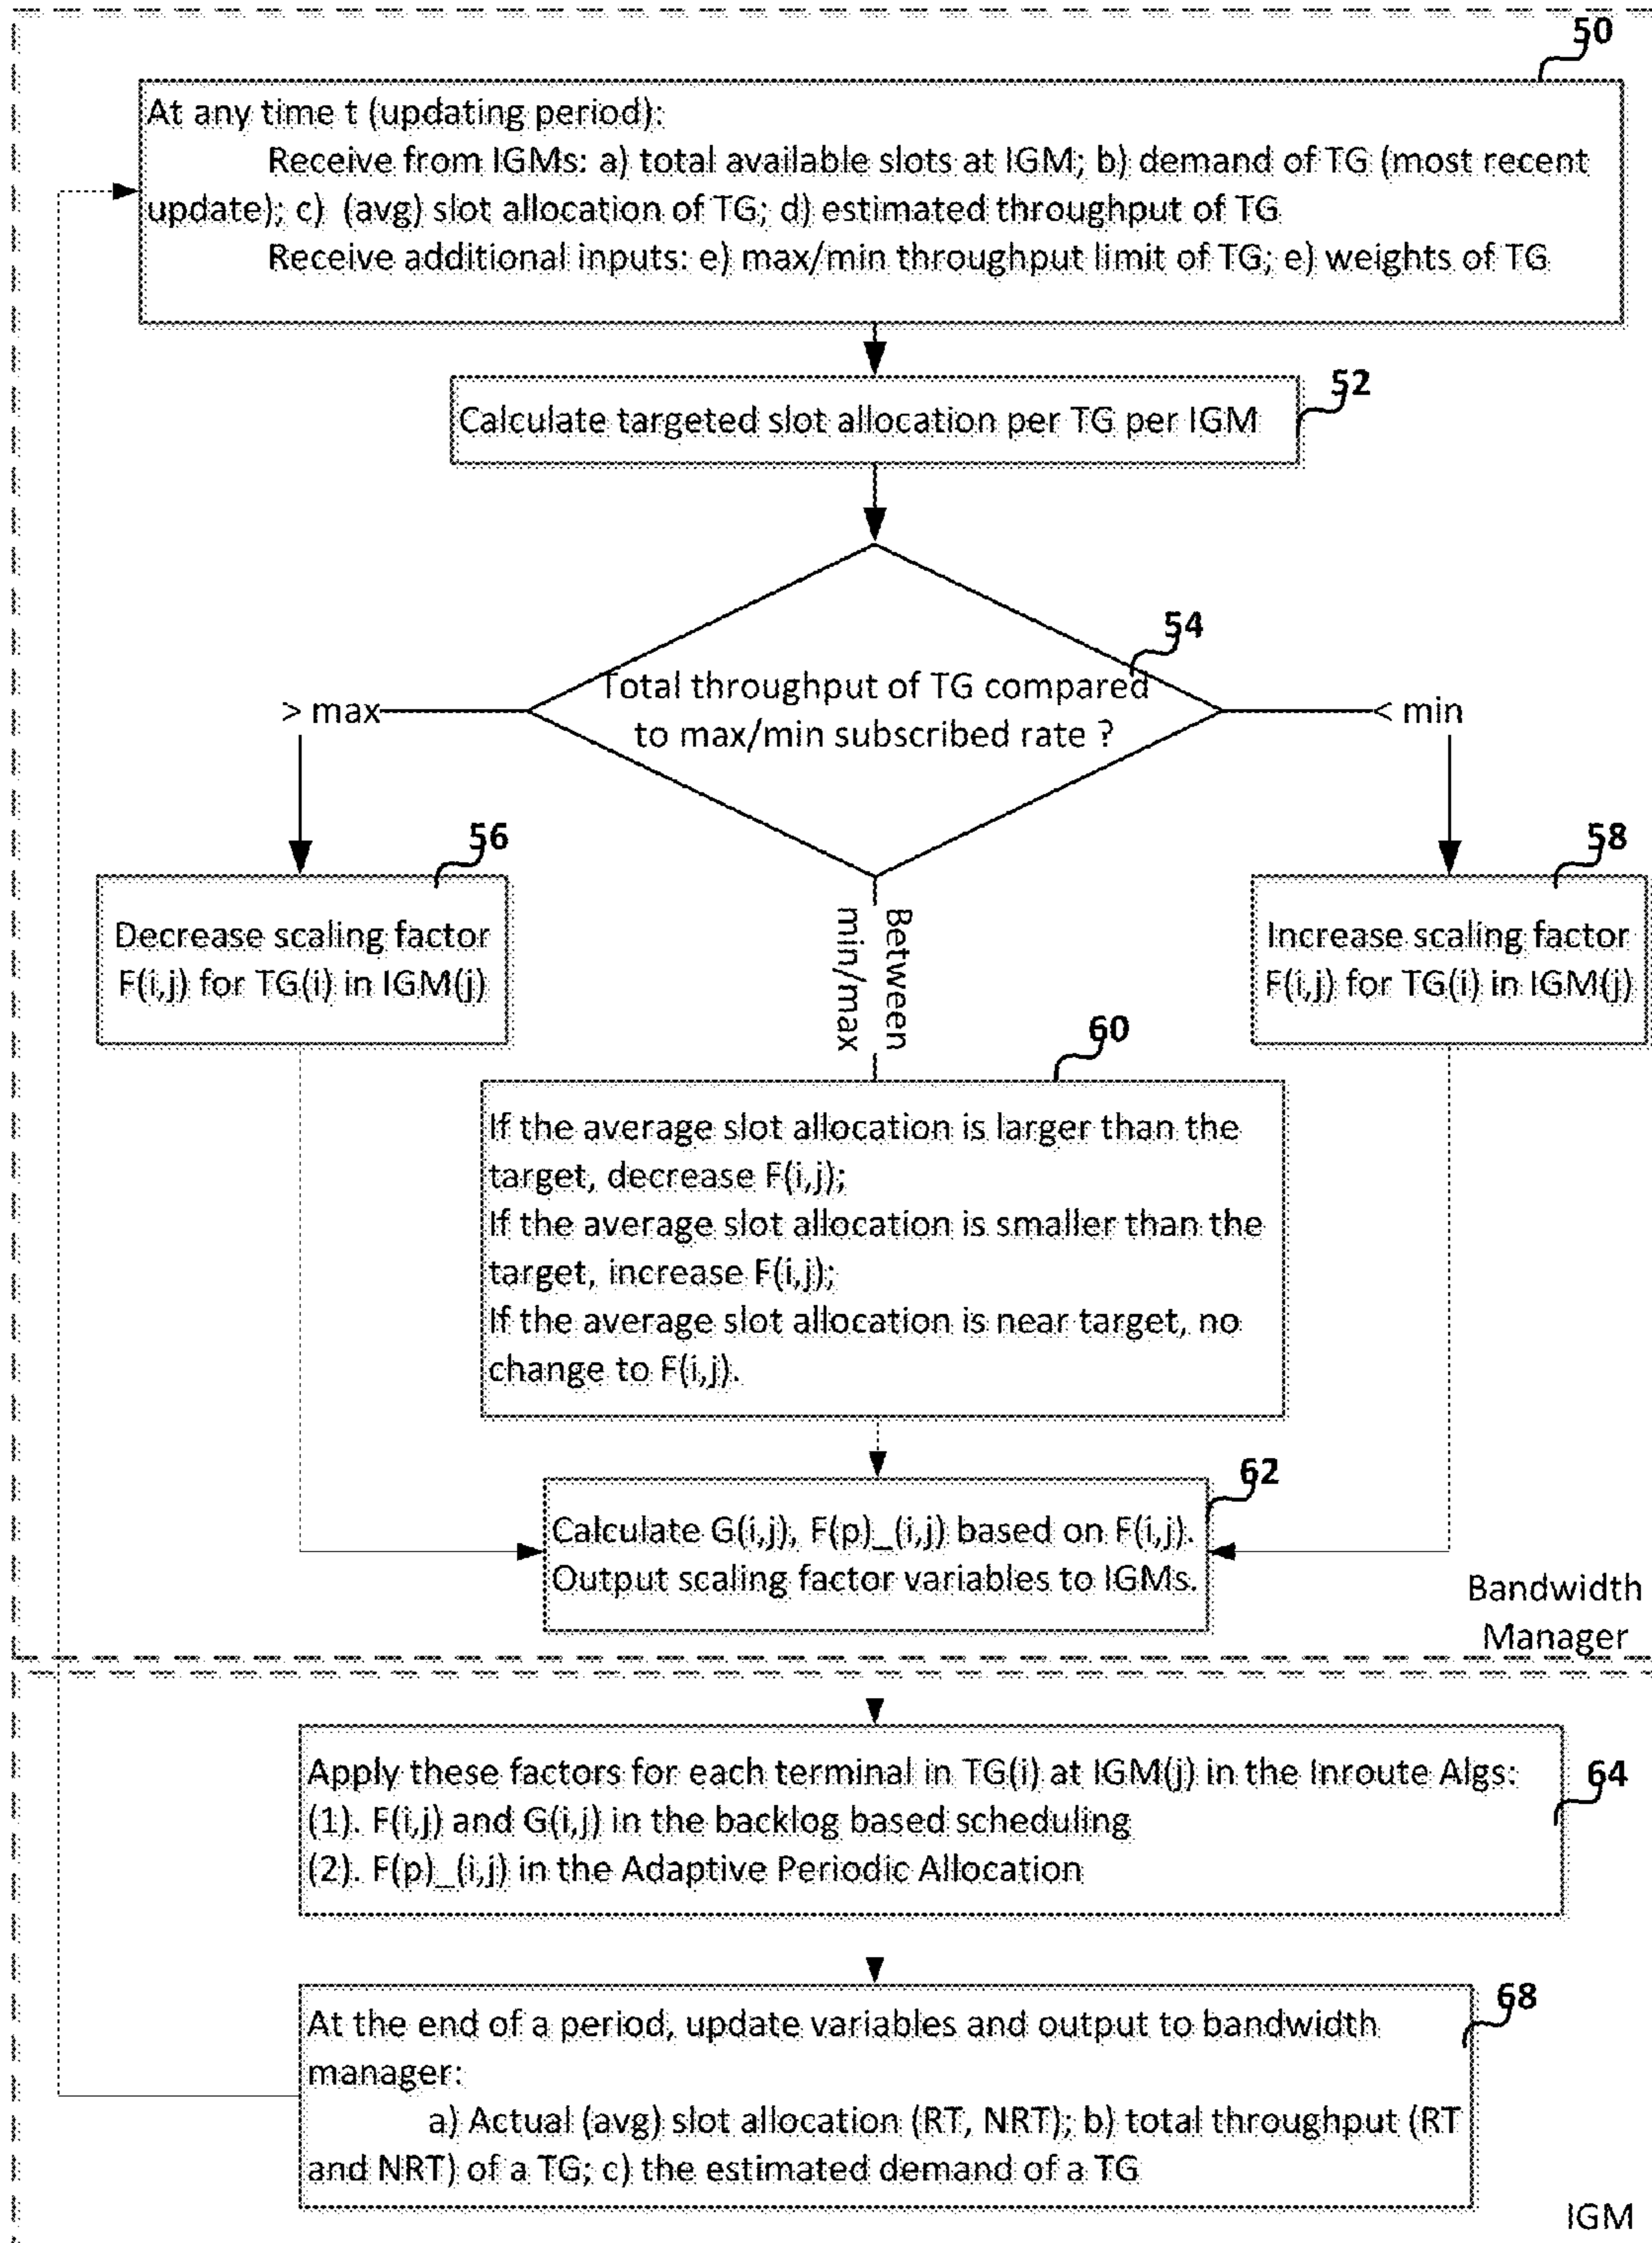 50
At any time t (updating period):
Receive from IGMs: a) total available slots at IGM; b) demand of TG (most recent
update); c) (avg) slot allocation of TG; d) estimated throughput of TG
Receive additional inputs: e) max/min throughput limit of TG; e) weights of TG
52
Calculate targeted slot allocation per TG per IGM
54
Total throughput of TG compared
to max/min subscribed rate ?
> max
< min
56
Decrease scaling factor
F(i,j) for TG(i) in IGM(j)
Between
min/max
58
Increase scaling factor
F(i,j) for TG(i) in IGM(j)
60
If the average slot allocation is larger than the
target, decrease F(i,j);
If the average slot allocation is smaller than the
target, increase F(i,j);
If the average slot allocation is near target, no
change to F(i,j).
62
Calculate G(i,j), F(p)_(i,j) based on F(i,j).
Output scaling factor variables to IGMs.
Bandwidth
Manager
64
Apply these factors for each terminal in TG(i) at IGM(j) in the Inroute Algs:
(1). F(i,j) and G(i,j) in the backlog based scheduling
(2). F(p)_(i,j) in the Adaptive Periodic Allocation
68
At the end of a period, update variables and output to bandwidth
manager:
a) Actual (avg) slot allocation (RT, NRT); b) total throughput (RT
and NRT) of a TG; c) the estimated demand of a TG
IGM